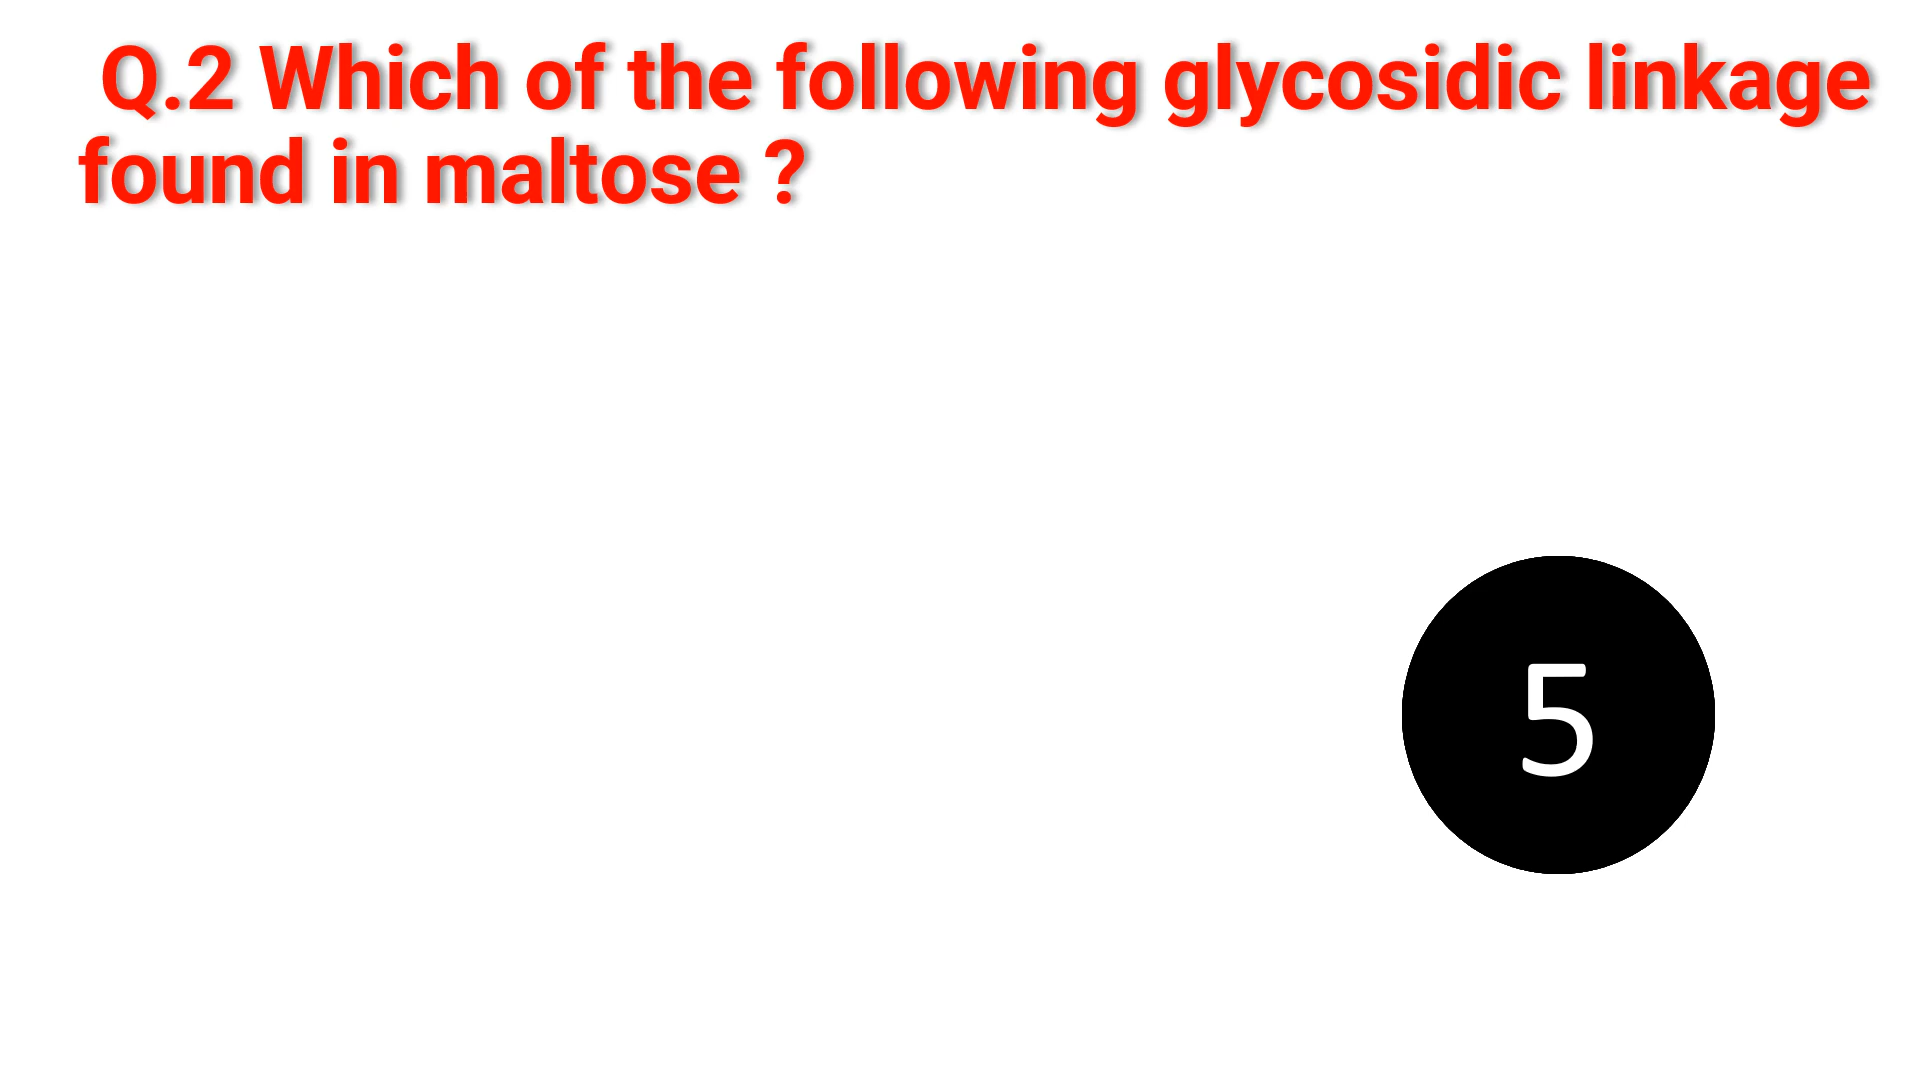 Q.2 Which of the following glycosidic linkage
found in maltose ?
5